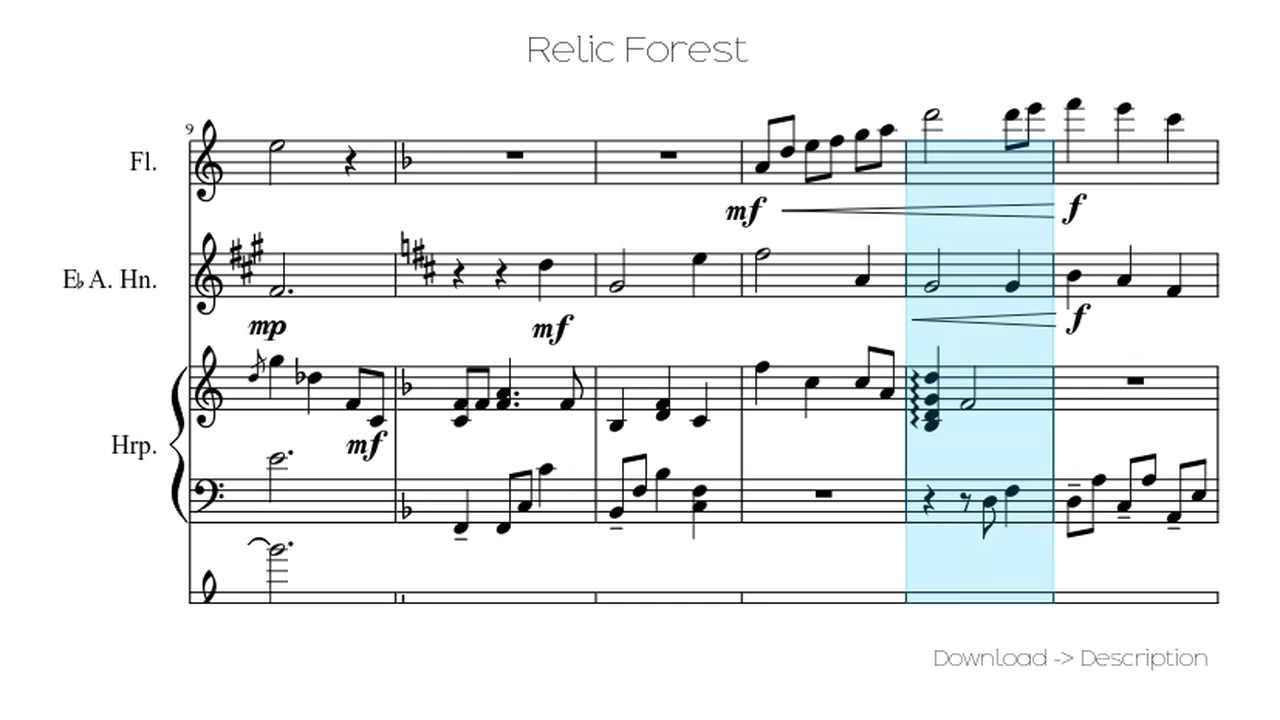 Relic Forest
9
Fl.
mf f
E♭ A. Hn.
mp mf f
Hrp.
mf
Download -> Description